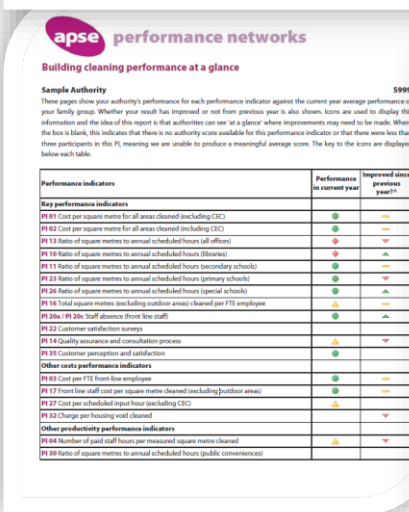 apse performance networks
Building cleaning performance at a glance
Sample Authority 5999
These pages show your authority's performance for each performance indicator against the current year average performance o
your family group. Whether your result has improved or not from previous year is also shown. Icons are used to display thi
information and the idea of this report is that authorities can see 'at a glance' where improvements may need to be made. When
the box is blank, this indicates that there is no authority score available for this performance indicator or that there were less tha
three participants in this PI, meaning we are unable to produce a meaningful average score. The key to the icons are displaye
below each table.
Performance indicators
Performance in current year
Improved since previous year?
Key performance indicators
PI 01 Cost per square metre for all areas cleaned (excluding CEC)
PI 02 Cost per square metre for all areas cleaned (including CEC)
PI 13 Ratio of square metres to annual scheduled hours (all offices)
PI 10 Ratio of square metres to annual scheduled hours (libraries)
PI 11 Ratio of square metres to annual scheduled hours (secondary schools)
PI 23 Ratio of square metres to annual scheduled hours (primary schools)
PI 26 Ratio of square metres to annual scheduled hours (special schools)
PI 16 Total square metres (excluding outdoor areas) cleaned per FTE employee
PI 20a / PI 20c Staff absence (front line staff)
PI 22 Customer satisfaction surveys
PI 14 Quality assurance and consultation process
PI 35 Customer perception and satisfaction
Other costs performance indicators
PI 03 Cost per FTE front-line employee
PI 17 Front line staff cost per square metre cleaned (excluding outdoor areas)
PI 27 Cost per scheduled input hour (excluding CEC)
PI 32 Charge per housing void cleaned
Other productivity performance indicators
PI 04 Number of paid staff hours per measured square metre cleaned
PI 30 Ratio of square metres to annual scheduled hours (public conveniences)